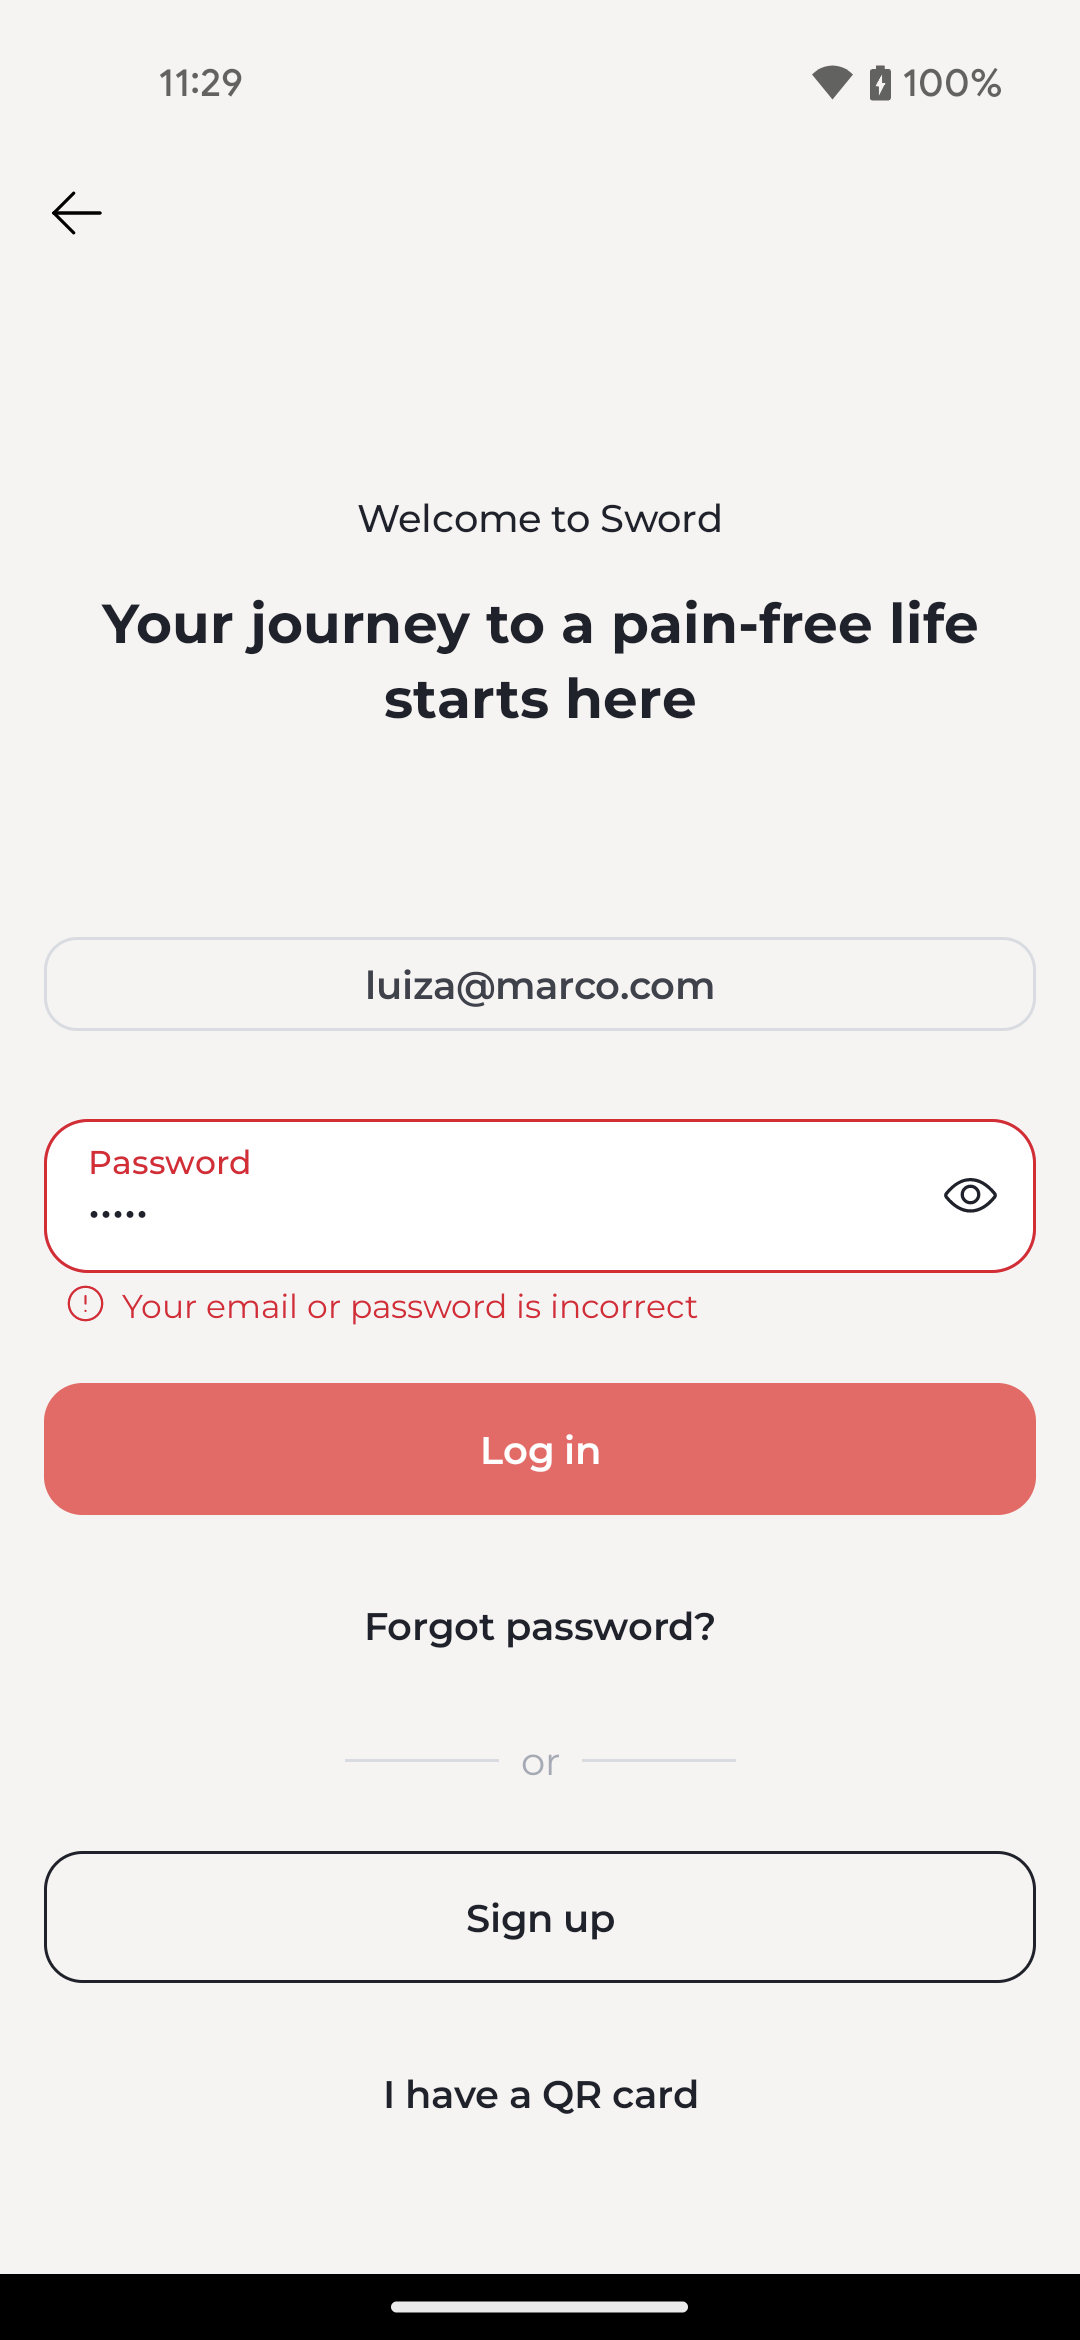 11:29
100%
Welcome to Sword
Your journey to a pain-free life
starts here
luiza@marco.com
Password
•••••
Your email or password is incorrect
Log in
Forgot password?
or
Sign up
I have a QR card